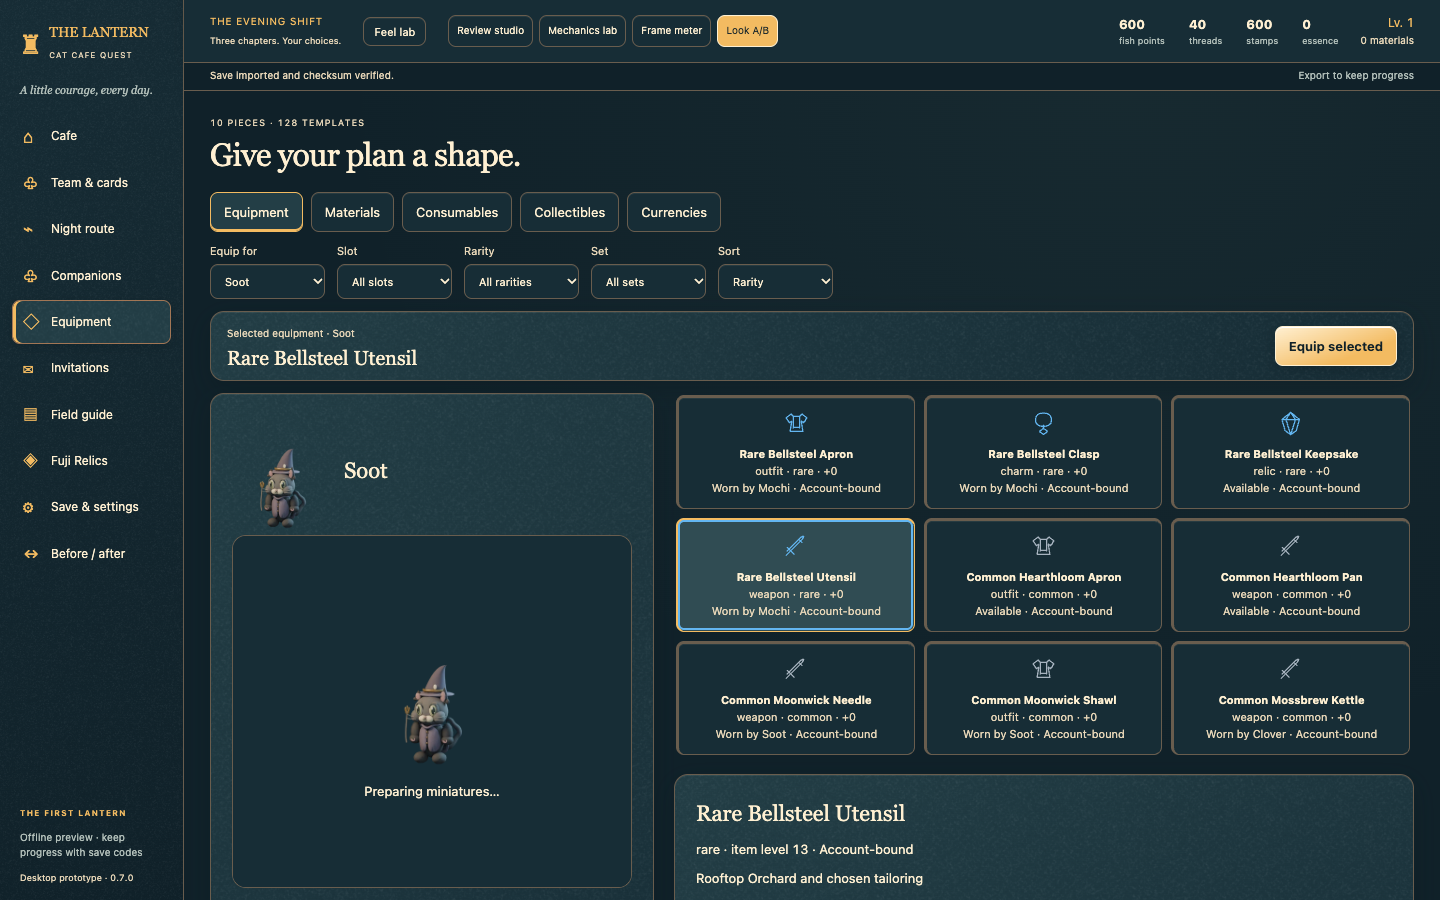 THE LANTERN
CAT CAFE QUEST
A little courage, every day.
Cafe
Team & cards
Night route
Companions
Equipment
Invitations
Field guide
Fuji Relics
Save & settings
Before / after
THE FIRST LANTERN
Offline preview · keep
progress with save codes
Desktop prototype · 0.7.0
THE EVENING SHIFT
Three chapters. Your choices.
Feel lab
Review studio
Mechanics lab
Frame meter
Look A/B
600
fish points
40
threads
600
stamps
0
essence
Lv. 1
0 materials
Save imported and checksum verified.
Export to keep progress
10 PIECES · 128 TEMPLATES
Give your plan a shape.
Equipment
Materials
Consumables
Collectibles
Currencies
Equip for
Slot
Rarity
Set
Sort
Soot
All slots
All rarities
All sets
Rarity
Selected equipment · Soot
Rare Bellsteel Utensil
Equip selected
Soot
Preparing miniatures...
Rare Bellsteel Apron
outfit · rare · +0
Worn by Mochi · Account-bound
Rare Bellsteel Clasp
charm · rare · +0
Worn by Mochi · Account-bound
Rare Bellsteel Keepsake
relic · rare · +0
Available · Account-bound
Rare Bellsteel Utensil
weapon · rare · +0
Worn by Mochi · Account-bound
Common Hearthloom Apron
outfit · common · +0
Available · Account-bound
Common Hearthloom Pan
weapon · common · +0
Available · Account-bound
Common Moonwick Needle
weapon · common · +0
Worn by Soot · Account-bound
Common Moonwick Shawl
outfit · common · +0
Worn by Soot · Account-bound
Common Mossbrew Kettle
weapon · common · +0
Worn by Clover · Account-bound
Rare Bellsteel Utensil
rare · item level 13 · Account-bound
Rooftop Orchard and chosen tailoring